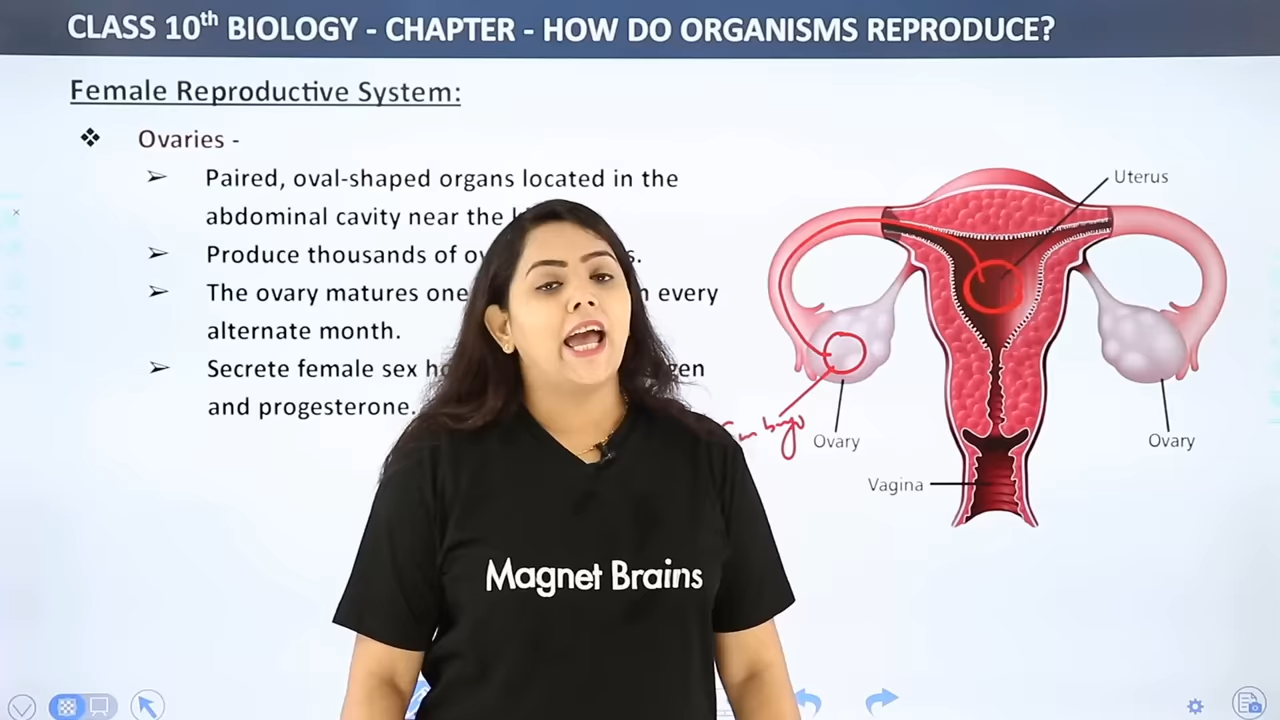 CLASS 10th BIOLOGY - CHAPTER - HOW DO ORGANISMS REPRODUCE?
Female Reproductive System:
❖ Ovaries -
➢ Paired, oval-shaped organs located in the
abdominal cavity near the
➢ Produce thousands of
➢ The ovary matures one every
alternate month.
➢ Secrete female sex
and progesterone.
Uterus
Embryo
Ovary
Ovary
Vagina
Magnet Brains